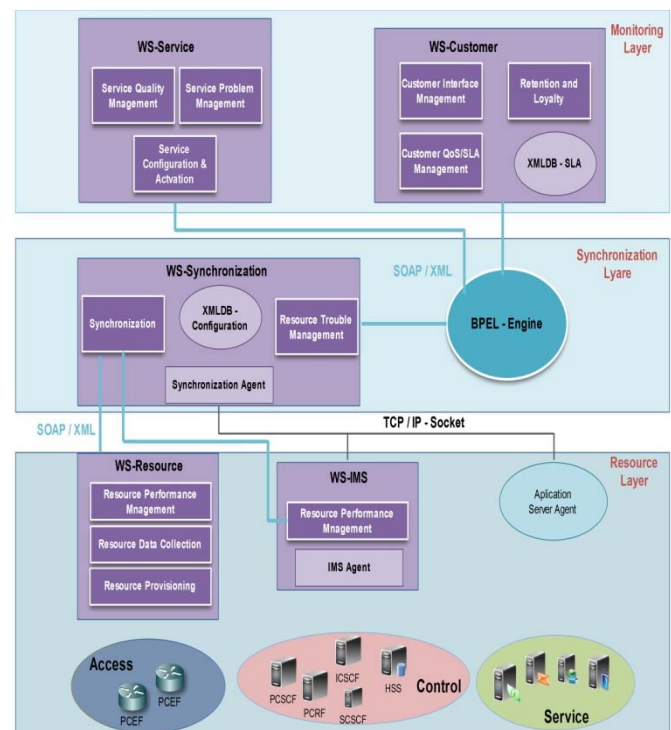 WS-Service
WS-Customer
Monitoring
Layer
Service Quality
Mngement
Service Problem
Mngement
Service
Configuration &
Actvation
Customer Interface
Mnagement
Retention and
Loyalty
Customer QoS/SLA
Management
XMLDB - SLA
WS-Synchronization
Synchronization
Lyare
SOAP / XML
Synchronization
XMLDB -
Configuration
Resource Trouble
Management
BPEL - Engine
Synchronization Agent
SOAP / XML
TCP / IP - Socket
WS-Resource
WS-IMS
Resource
Layer
Resource Performance
Mnagement
Resource Data Collection
Resource Provisioning
Resource Performance
Mnagement
IMS Agent
Aplication
Server Agent
Access
PCEF
PCEF
ICSCF
PCSCF
PCRF
SCSCF
HSS
Control
Service